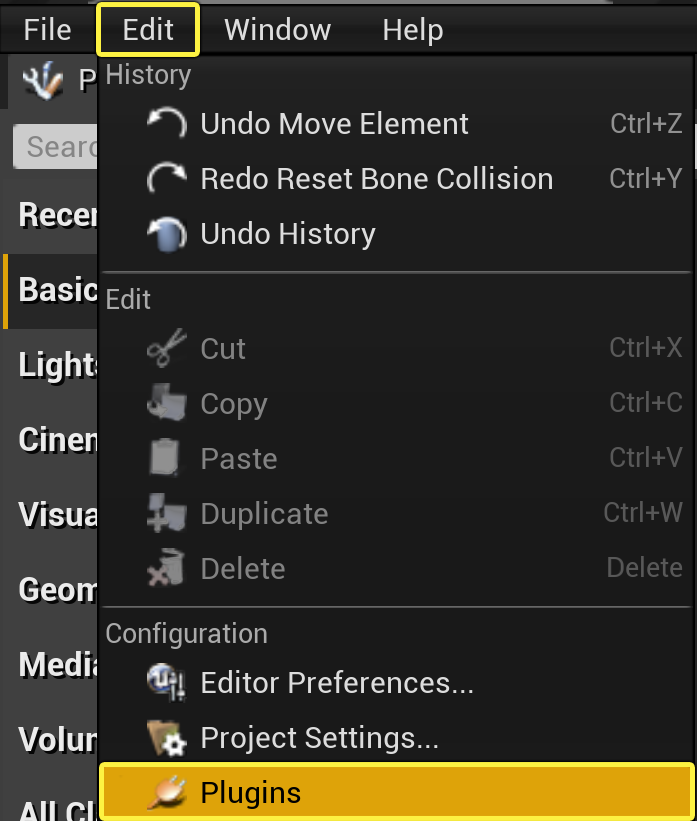 File Edit Window Help
P
History
Searc
Undo Move Element Ctrl+Z
Redo Reset Bone Collision Ctrl+Y
Recen
Undo History
Basic
Edit
Lights
Cut Ctrl+X
Copy Ctrl+C
Cinem
Paste Ctrl+V
Visua
Duplicate Ctrl+W
Delete Delete
Geom
Configuration
Media
Editor Preferences...
Volum
Project Settings...
Plugins
All Cl